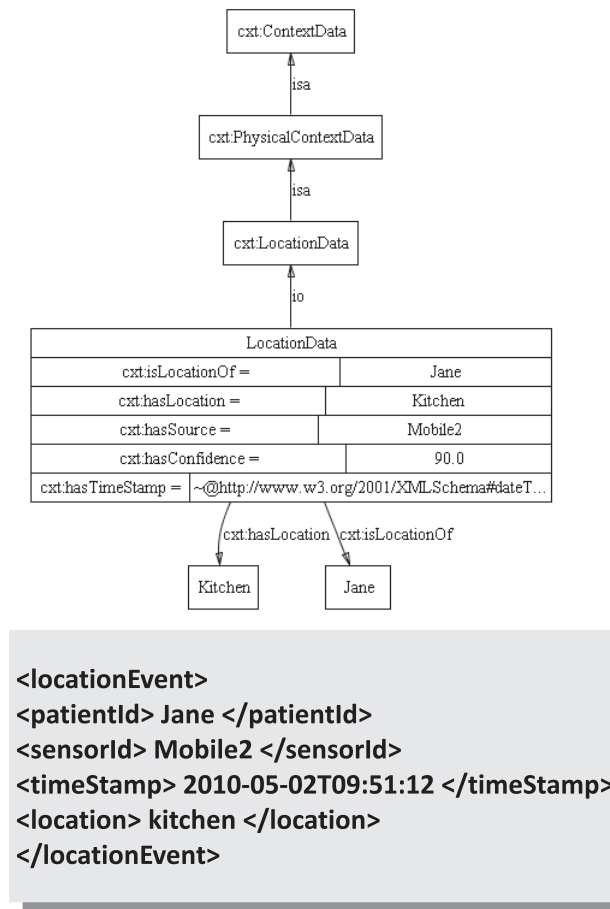 cxt:ContextData
isa
cxt:PhysicalContextData
isa
cxt:LocationData
io
LocationData
cxt:isLocationOf = Jane
cxt:hasLocation = Kitchen
cxt:hasSource = Mobile2
cxt:hasConfidence = 90.0
cxt:hasTimeStamp = ~@http://www.w3.org/2001/XMLSchema#dateT...
cxt:hasLocation cxt:isLocationOf
Kitchen Jane
<locationEvent>
<patientId> Jane </patientId>
<sensorId> Mobile2 </sensorId>
<timeStamp> 2010-05-02T09:51:12 </timeStamp>
<location> kitchen </location>
</locationEvent>